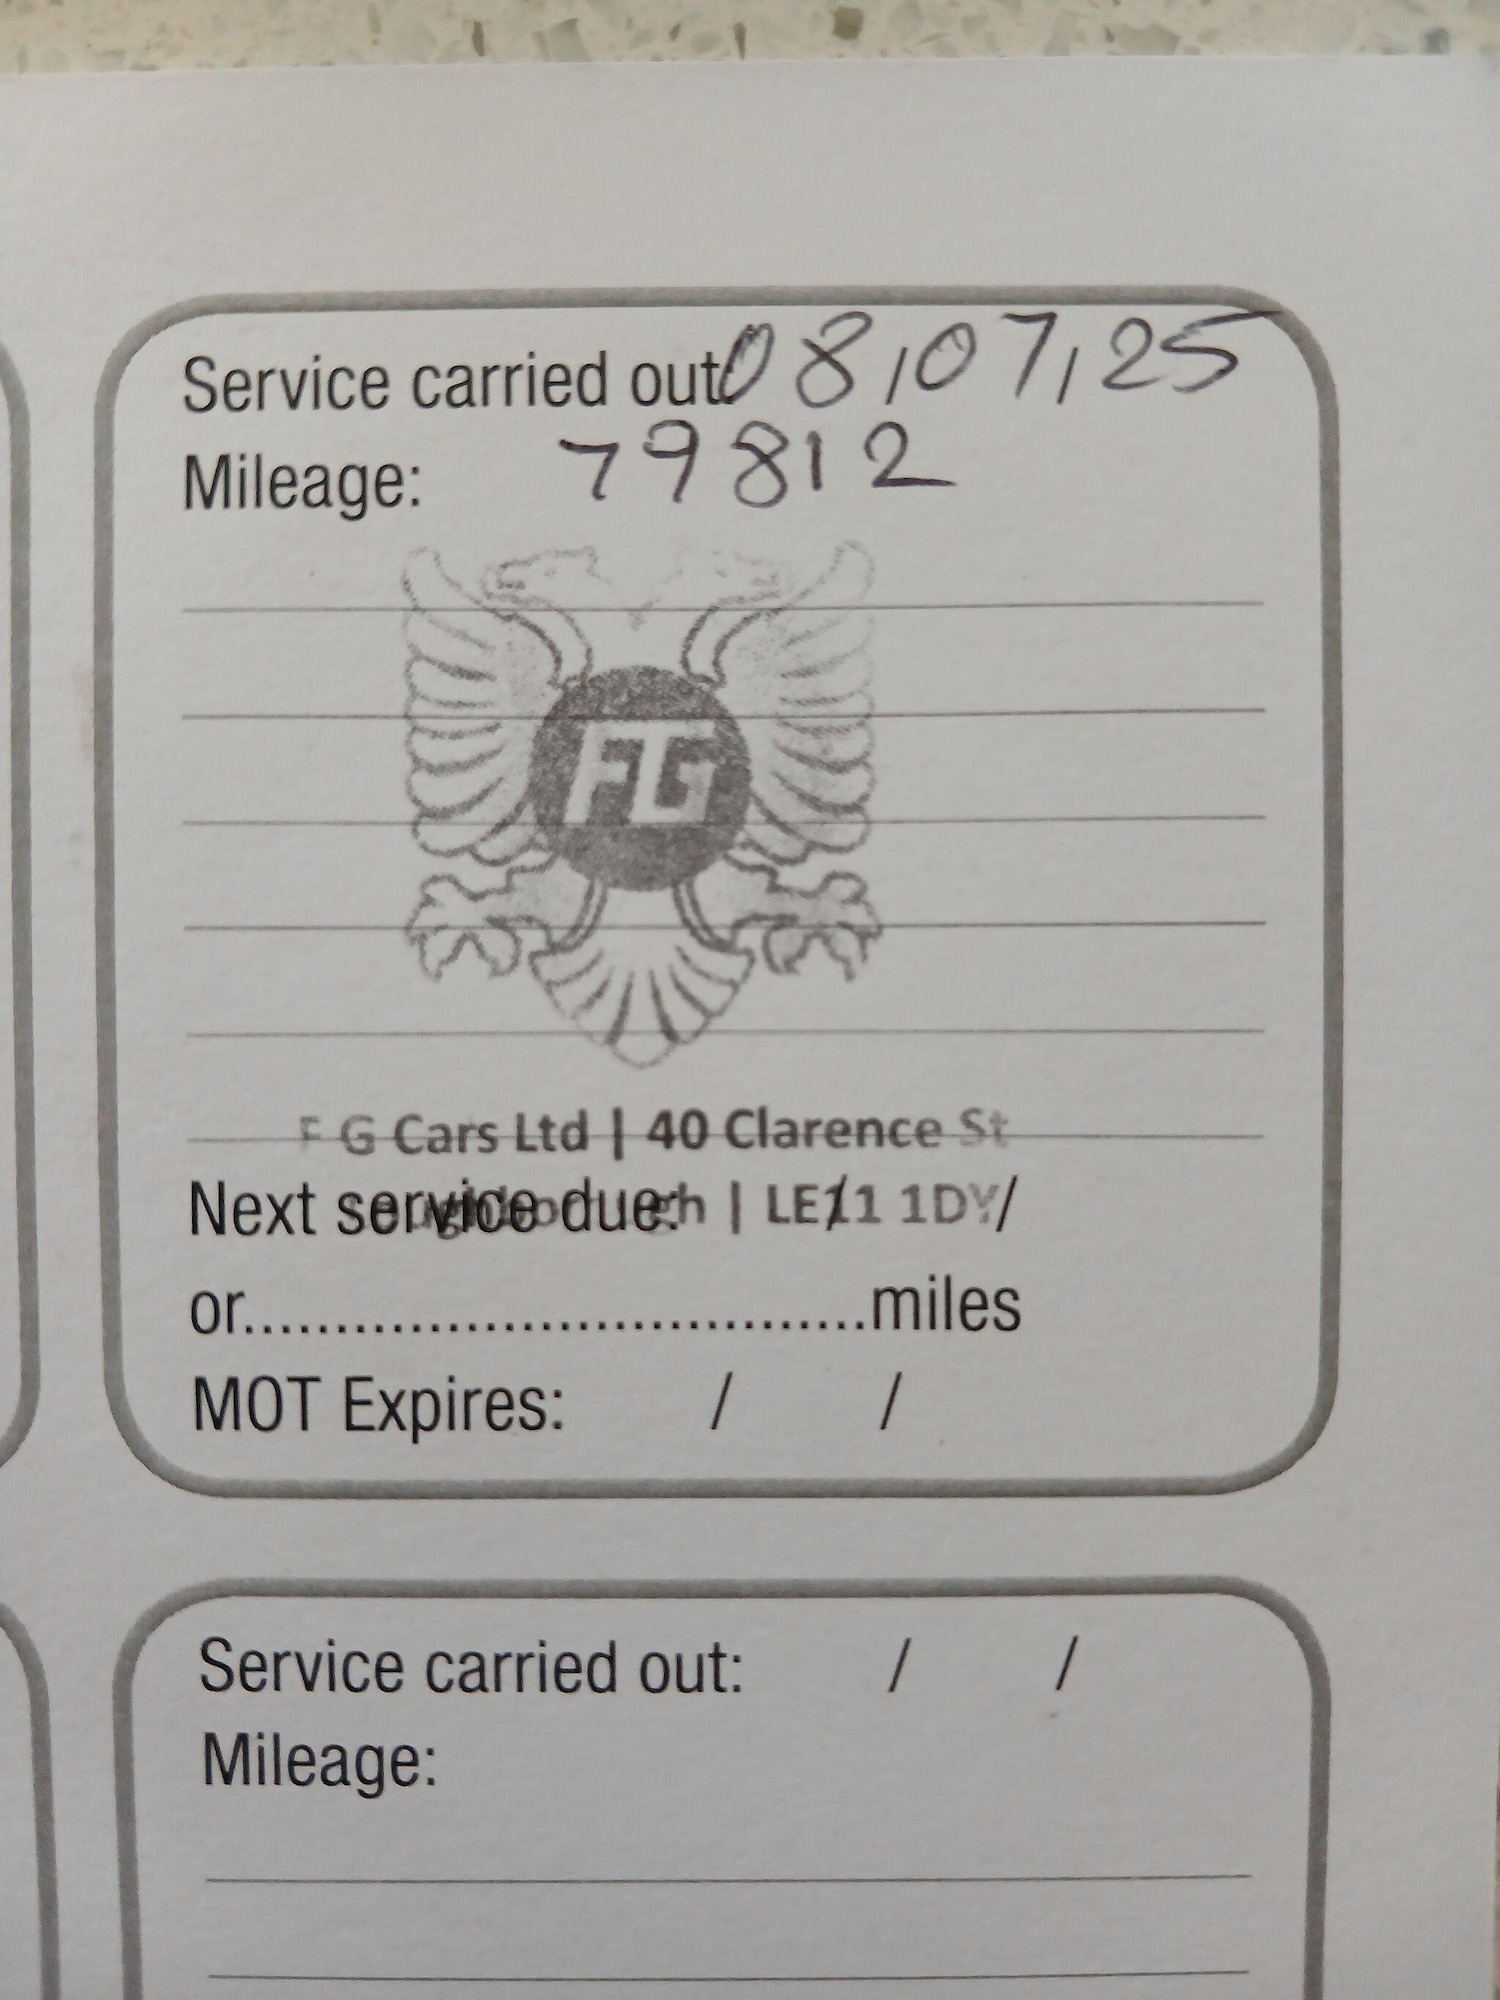 Service carried out: 08/07/25
Mileage: 79812
FG
F G Cars Ltd | 40 Clarence St
Loughborough | LE11 1DY
Next service due: / /
or....................................miles
MOT Expires: / /
Service carried out: / /
Mileage: